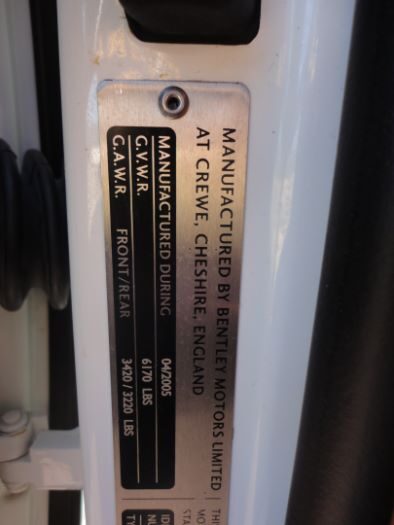 MANUFACTURED BY BENTLEY MOTORS LIMITED
AT CREWE, CHESHIRE, ENGLAND
MANUFACTURED DURING 04/2005
G.V.W.R. 6170 LBS
G.A.W.R. FRONT/REAR 3420 / 3220 LBS